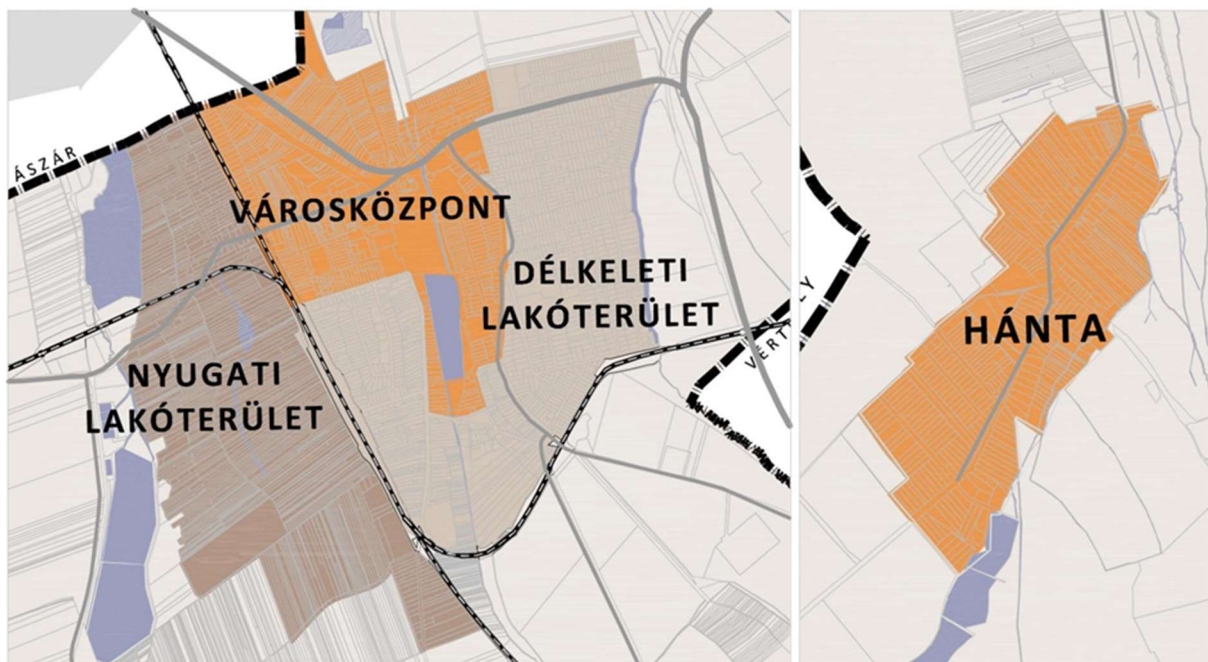 ÁSZÁR
VÁROSKÖZPONT
DÉLKELETI
LAKÓTERÜLET
NYUGATI
LAKÓTERÜLET
HÁNTA